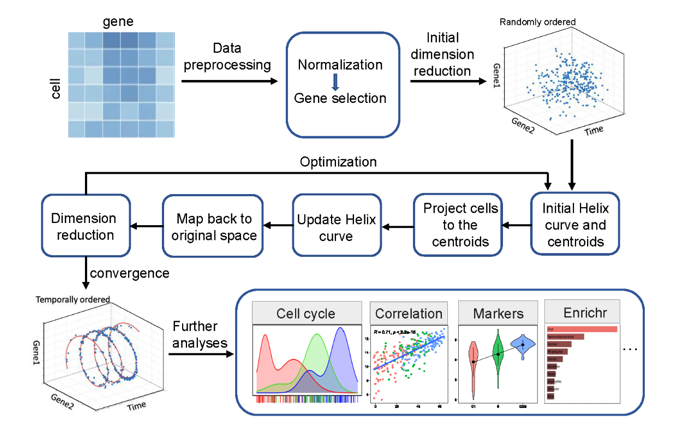 gene
cell
Data
preprocessing
Normalization
Gene selection
Initial
dimension
reduction
Randomly ordered
Gene1
Gene2
Time
Optimization
Dimension
reduction
Map back to
original space
Update Helix
curve
Project cells
to the
centroids
Initial Helix
curve and
centroids
convergence
Temporally ordered
Gene1
Gene2
Time
Further
analyses
Cell cycle
Correlation
Markers
Enrichr
...